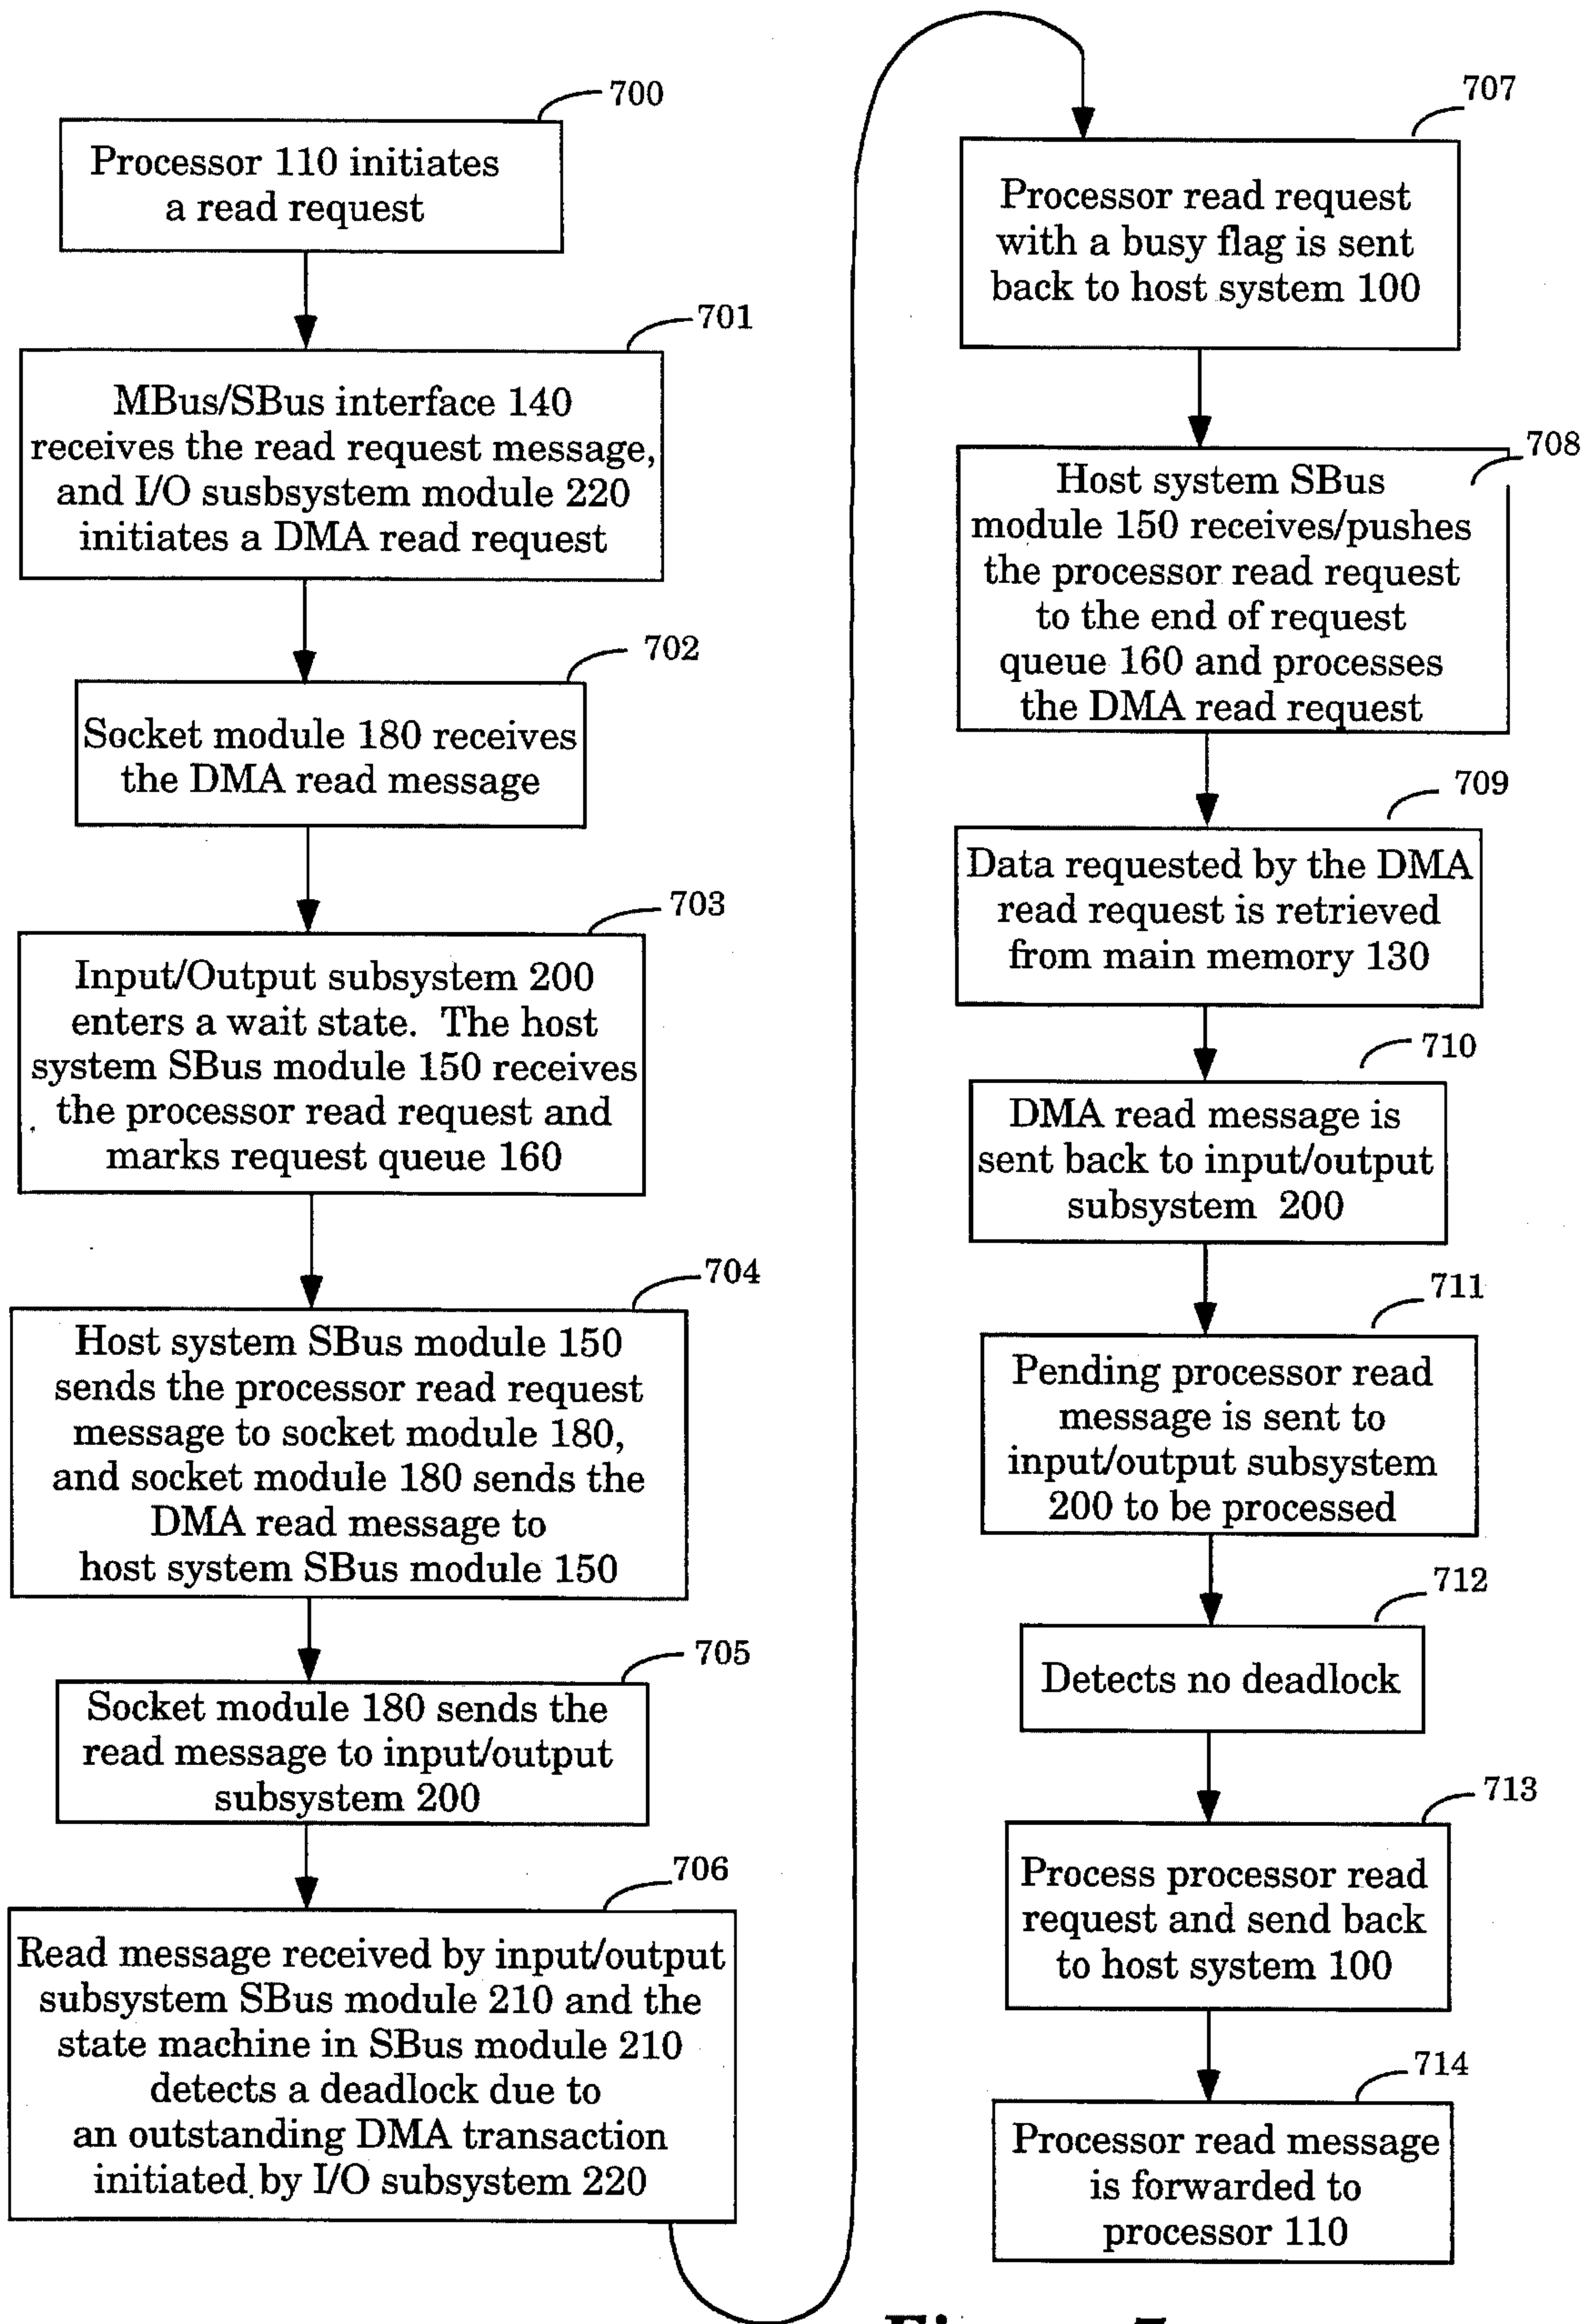 700
Processor 110 initiates
a read request
701
MBus/SBus interface 140
receives the read request message,
and I/O susbsystem module 220
initiates a DMA read request
702
Socket module 180 receives
the DMA read message
703
Input/Output subsystem 200
enters a wait state. The host
system SBus module 150 receives
the processor read request and
marks request queue 160
704
Host system SBus module 150
sends the processor read request
message to socket module 180,
and socket module 180 sends the
DMA read message to
host system SBus module 150
705
Socket module 180 sends the
read message to input/output
subsystem 200
706
Read message received by input/output
subsystem SBus module 210 and the
state machine in SBus module 210
detects a deadlock due to
an outstanding DMA transaction
initiated by I/O subsystem 220
707
Processor read request
with a busy flag is sent
back to host system 100
708
Host system SBus
module 150 receives/pushes
the processor read request
to the end of request
queue 160 and processes
the DMA read request
709
Data requested by the DMA
read request is retrieved
from main memory 130
710
DMA read message is
sent back to input/output
subsystem 200
711
Pending processor read
message is sent to
input/output subsystem
200 to be processed
712
Detects no deadlock
713
Process processor read
request and send back
to host system 100
714
Processor read message
is forwarded to
processor 110